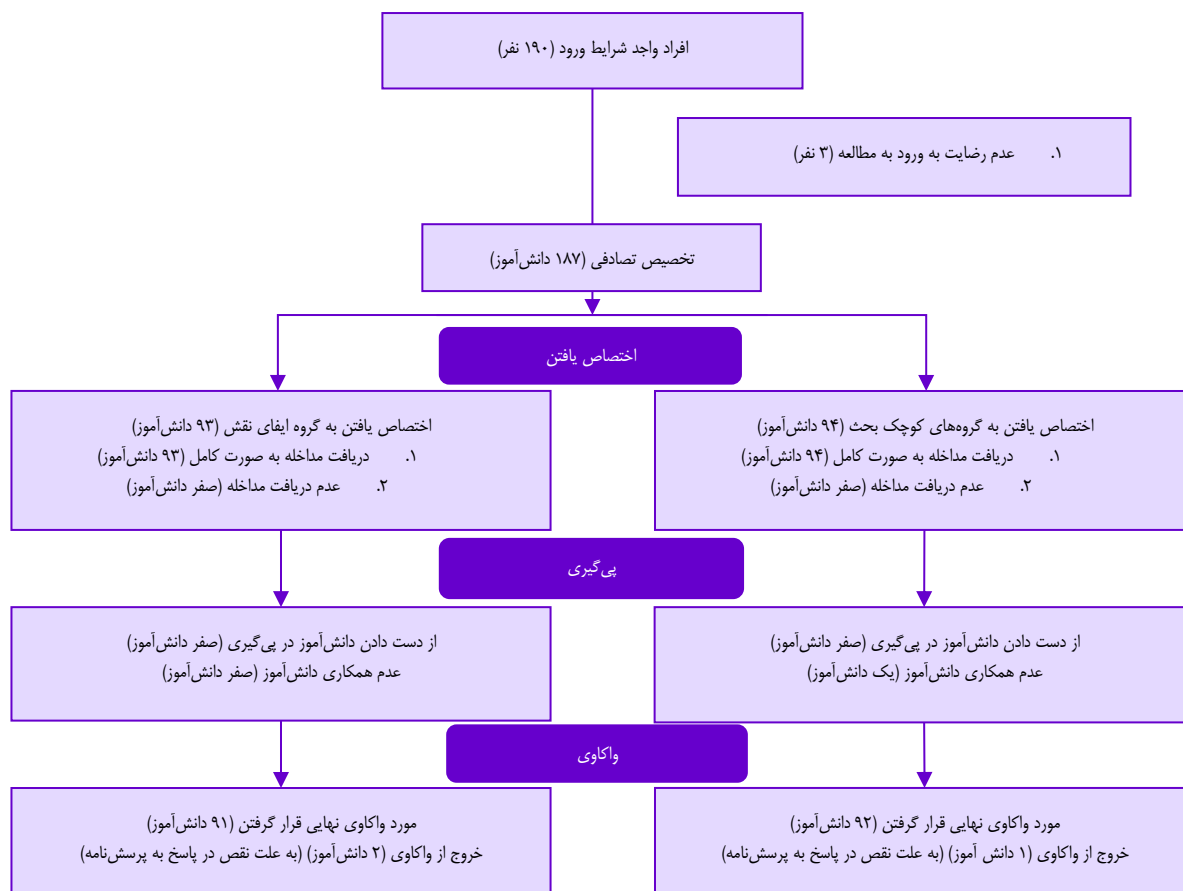 افراد واجد شرایط ورود (۱۹۰ نفر)
۱. عدم رضایت به ورود به مطالعه (۳ نفر)
تخصیص تصادفی (۱۸۷ دانش‌آموز)
اختصاص یافتن
اختصاص یافتن به گروه‌های کوچک بحث (۹۴ دانش‌آموز)
۱. دریافت مداخله به صورت کامل (۹۴ دانش‌آموز)
۲. عدم دریافت مداخله (صفر دانش‌آموز)
اختصاص یافتن به گروه ایفای نقش (۹۳ دانش‌آموز)
۱. دریافت مداخله به صورت کامل (۹۳ دانش‌آموز)
۲. عدم دریافت مداخله (صفر دانش‌آموز)
پی‌گیری
از دست دادن دانش‌آموز در پی‌گیری (صفر دانش‌آموز)
عدم همکاری دانش‌آموز (یک دانش‌آموز)
از دست دادن دانش‌آموز در پی‌گیری (صفر دانش‌آموز)
عدم همکاری دانش‌آموز (صفر دانش‌آموز)
واکاوی
مورد واکاوی نهایی قرار گرفتن (۹۲ دانش‌آموز)
خروج از واکاوی (۱ دانش آموز) (به علت نقص در پاسخ به پرسش‌نامه)
مورد واکاوی نهایی قرار گرفتن (۹۱ دانش‌آموز)
خروج از واکاوی (۲ دانش‌آموز) (به علت نقص در پاسخ به پرسش‌نامه)